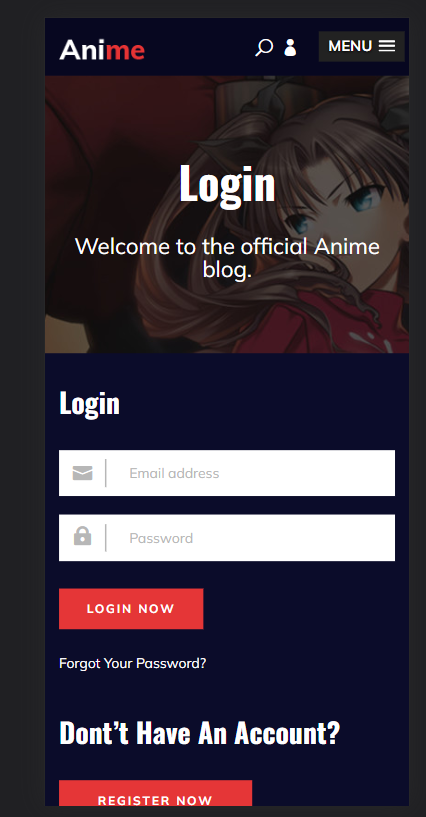 Anime
MENU
Login
Welcome to the official Anime
blog.
Login
Email address
Password
LOGIN NOW
Forgot Your Password?
Dont’t Have An Account?
REGISTER NOW